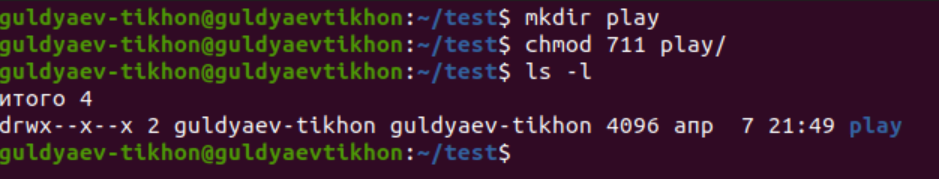 guldyaev-tikhon@guldyaevtikhon:~/test$ mkdir play
guldyaev-tikhon@guldyaevtikhon:~/test$ chmod 711 play/
guldyaev-tikhon@guldyaevtikhon:~/test$ ls -l
итого 4
drwx--x--x 2 guldyaev-tikhon guldyaev-tikhon 4096 апр  7 21:49 play
guldyaev-tikhon@guldyaevtikhon:~/test$